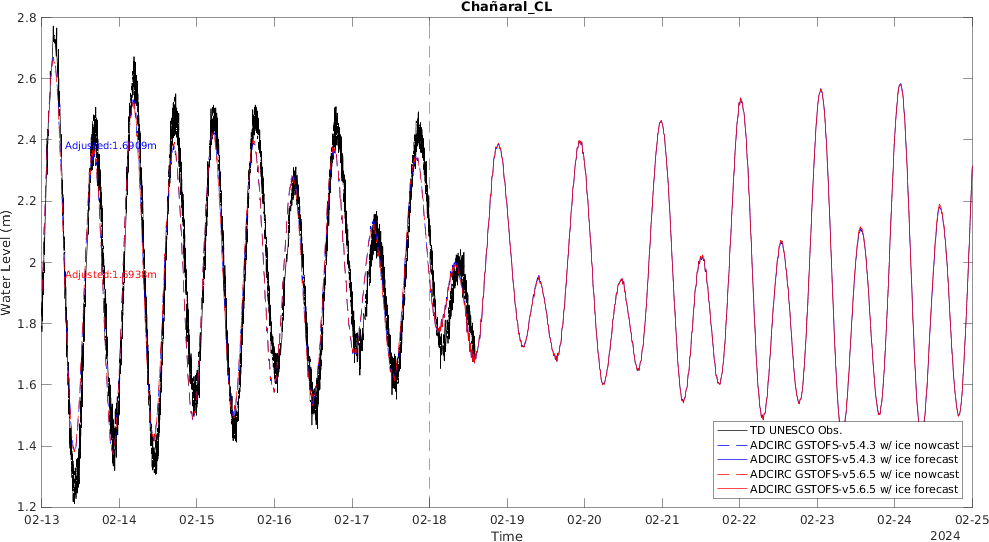 Chañaral_CL
Water Level (m)
2.8
2.6
2.4
2.2
2
1.8
1.6
1.4
1.2
Adjusted:1.6909m
Adjusted:1.6938m
TD UNESCO Obs.
ADCIRC GSTOFS-v5.4.3 w/ ice nowcast
ADCIRC GSTOFS-v5.4.3 w/ ice forecast
ADCIRC GSTOFS-v5.6.5 w/ ice nowcast
ADCIRC GSTOFS-v5.6.5 w/ ice forecast
02-13 02-14 02-15 02-16 02-17 02-18 02-19 02-20 02-21 02-22 02-23 02-24 02-25
Time
2024